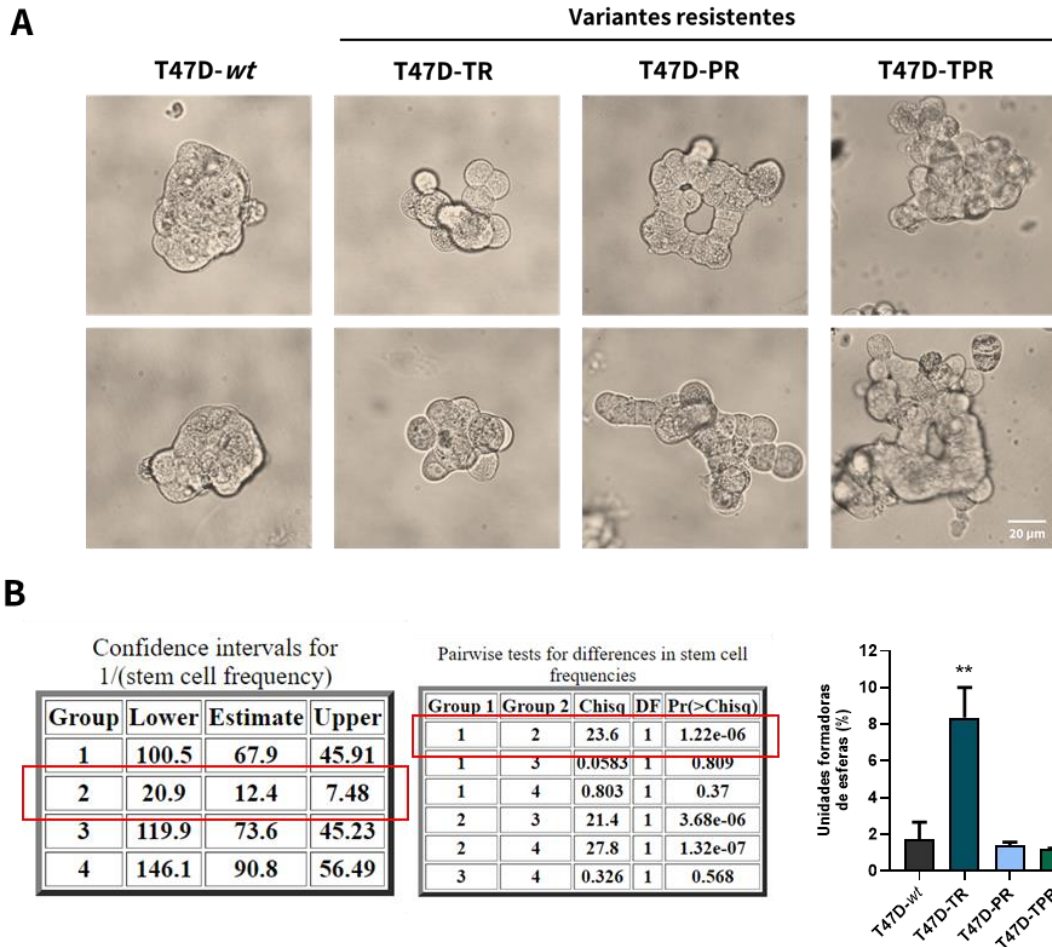 A
Variantes resistentes
T47D-wt T47D-TR T47D-PR T47D-TPR
20 µm
B
Confidence intervals for
1/(stem cell frequency)
Group Lower Estimate Upper
1 100.5 67.9 45.91
2 20.9 12.4 7.48
3 119.9 73.6 45.23
4 146.1 90.8 56.49
Pairwise tests for differences in stem cell
frequencies
Group 1 Group 2 Chisq DF Pr(>Chisq)
1 2 23.6 1 1.22e-06
1 3 0.0583 1 0.809
1 4 0.803 1 0.37
2 3 21.4 1 3.68e-06
2 4 27.8 1 1.32e-07
3 4 0.326 1 0.568
Unidades formadoras
de esferas (%)
12
10
8
6
4
2
0
**
T47D-wt
T47D-TR
T47D-PR
T47D-TPR